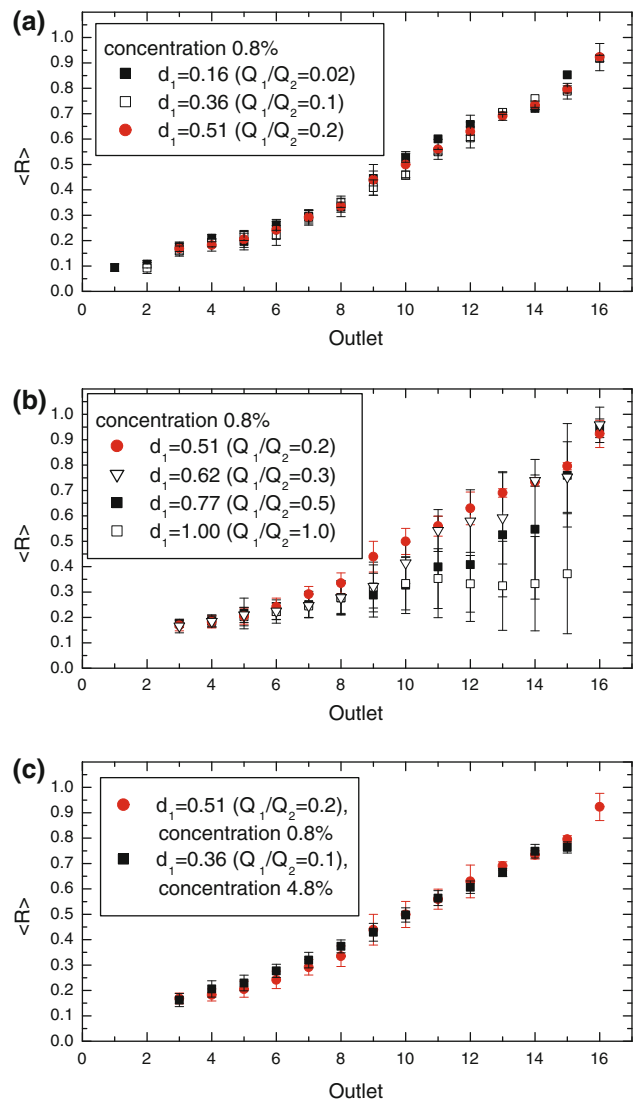 (a)
concentration 0.8%
d₁=0.16 (Q₁/Q₂=0.02)
d₁=0.36 (Q₁/Q₂=0.1)
d₁=0.51 (Q₁/Q₂=0.2)
1.0
0.9
0.8
0.7
0.6
0.5
0.4
0.3
0.2
0.1
0.0
<R>
0 2 4 6 8 10 12 14 16
Outlet
(b)
concentration 0.8%
d₁=0.51 (Q₁/Q₂=0.2)
d₁=0.62 (Q₁/Q₂=0.3)
d₁=0.77 (Q₁/Q₂=0.5)
d₁=1.00 (Q₁/Q₂=1.0)
1.0
0.9
0.8
0.7
0.6
0.5
0.4
0.3
0.2
0.1
0.0
<R>
0 2 4 6 8 10 12 14 16
Outlet
(c)
d₁=0.51 (Q₁/Q₂=0.2),
concentration 0.8%
d₁=0.36 (Q₁/Q₂=0.1),
concentration 4.8%
1.0
0.9
0.8
0.7
0.6
0.5
0.4
0.3
0.2
0.1
0.0
<R>
0 2 4 6 8 10 12 14 16
Outlet